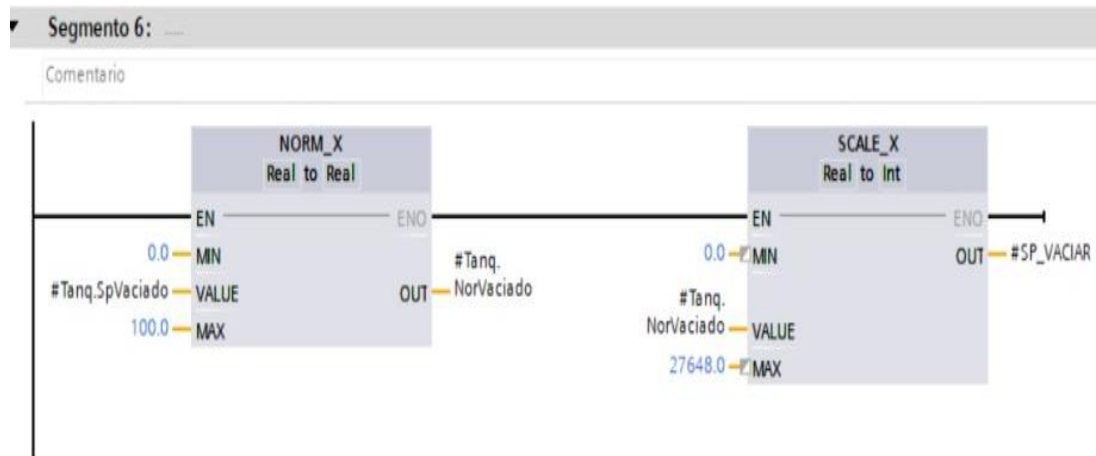 Segmento 6: .....
Comentario
NORM_X
Real to Real
EN
ENO
0.0
MIN
#Tanq.SpVaciado
VALUE
100.0
MAX
OUT
#Tanq.
NorVaciado
SCALE_X
Real to Int
EN
ENO
0.0
MIN
#Tanq.
NorVaciado
VALUE
27648.0
MAX
OUT
#SP_VACIAR